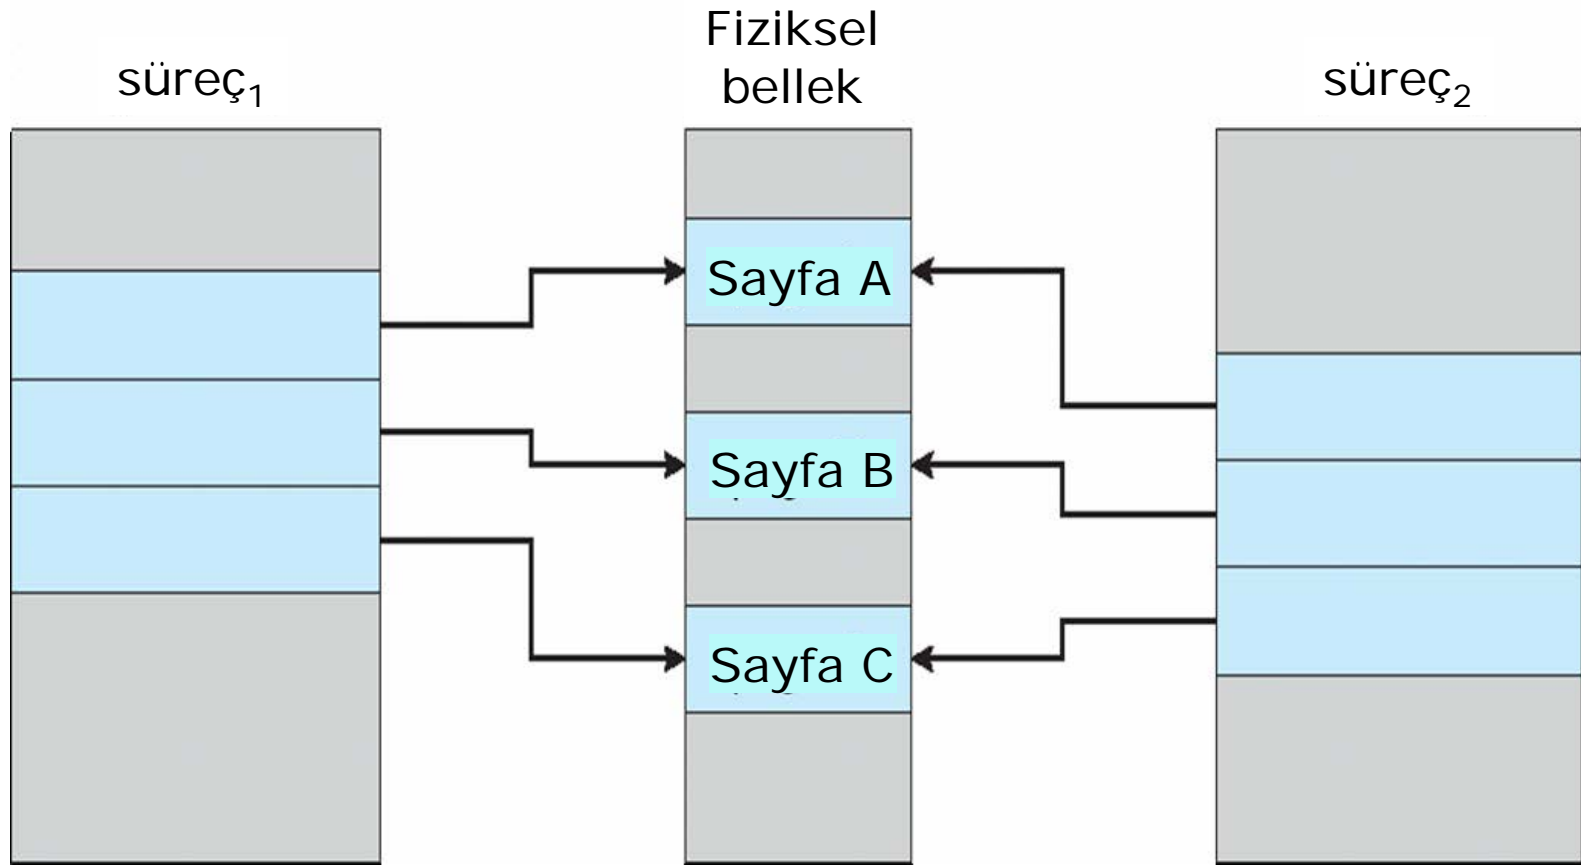 süreç₁
Fiziksel
bellek
süreç₂
Sayfa A
Sayfa B
Sayfa C